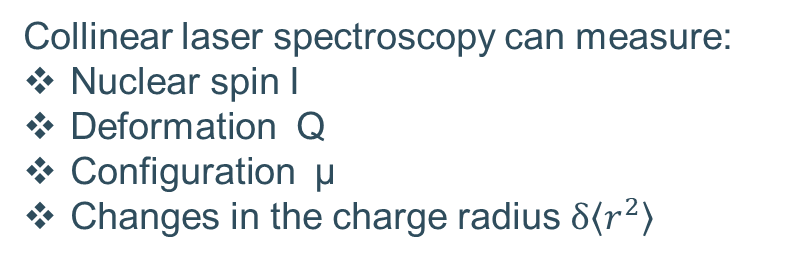 Collinear laser spectroscopy can measure:
❖ Nuclear spin I
❖ Deformation Q
❖ Configuration μ
❖ Changes in the charge radius δ⟨r²⟩